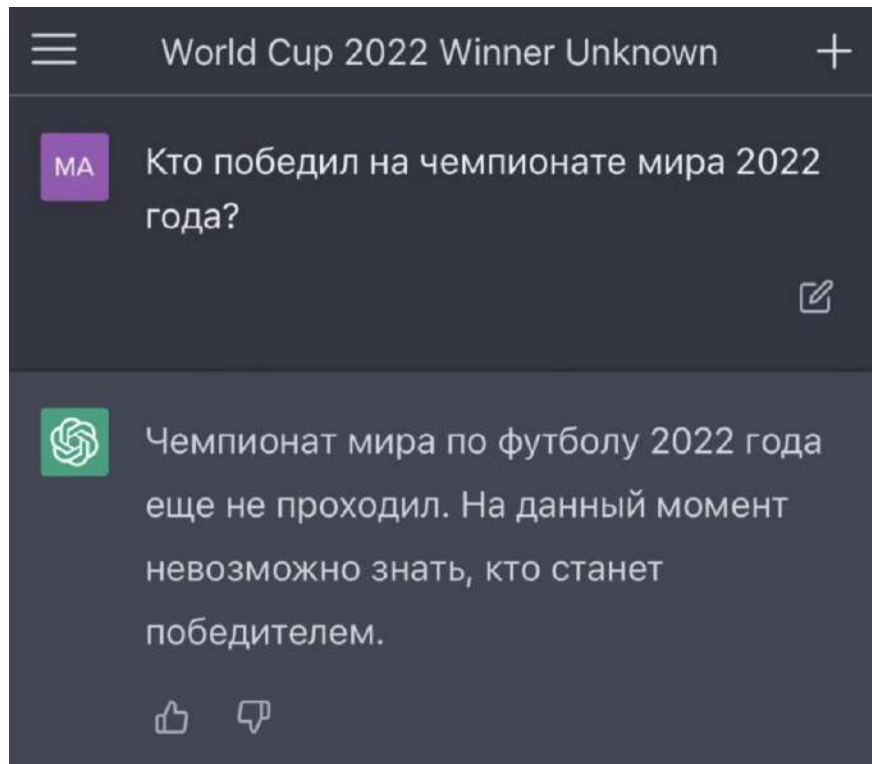 World Cup 2022 Winner Unknown
MA
Кто победил на чемпионате мира 2022
года?
Чемпионат мира по футболу 2022 года
еще не проходил. На данный момент
невозможно знать, кто станет
победителем.